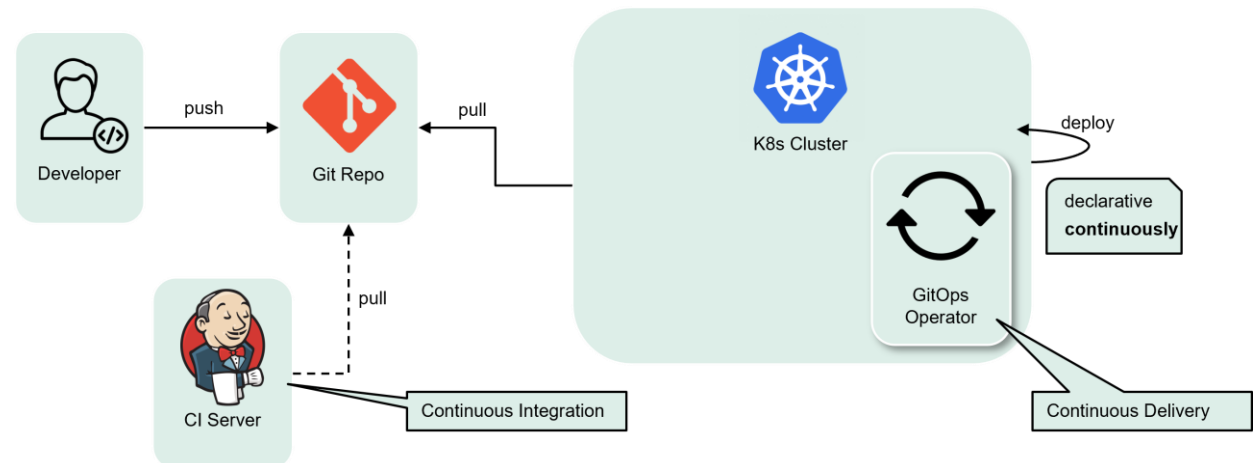 push
Developer
Git Repo
pull
K8s Cluster
deploy
declarative
continuously
GitOps
Operator
pull
CI Server
Continuous Integration
Continuous Delivery